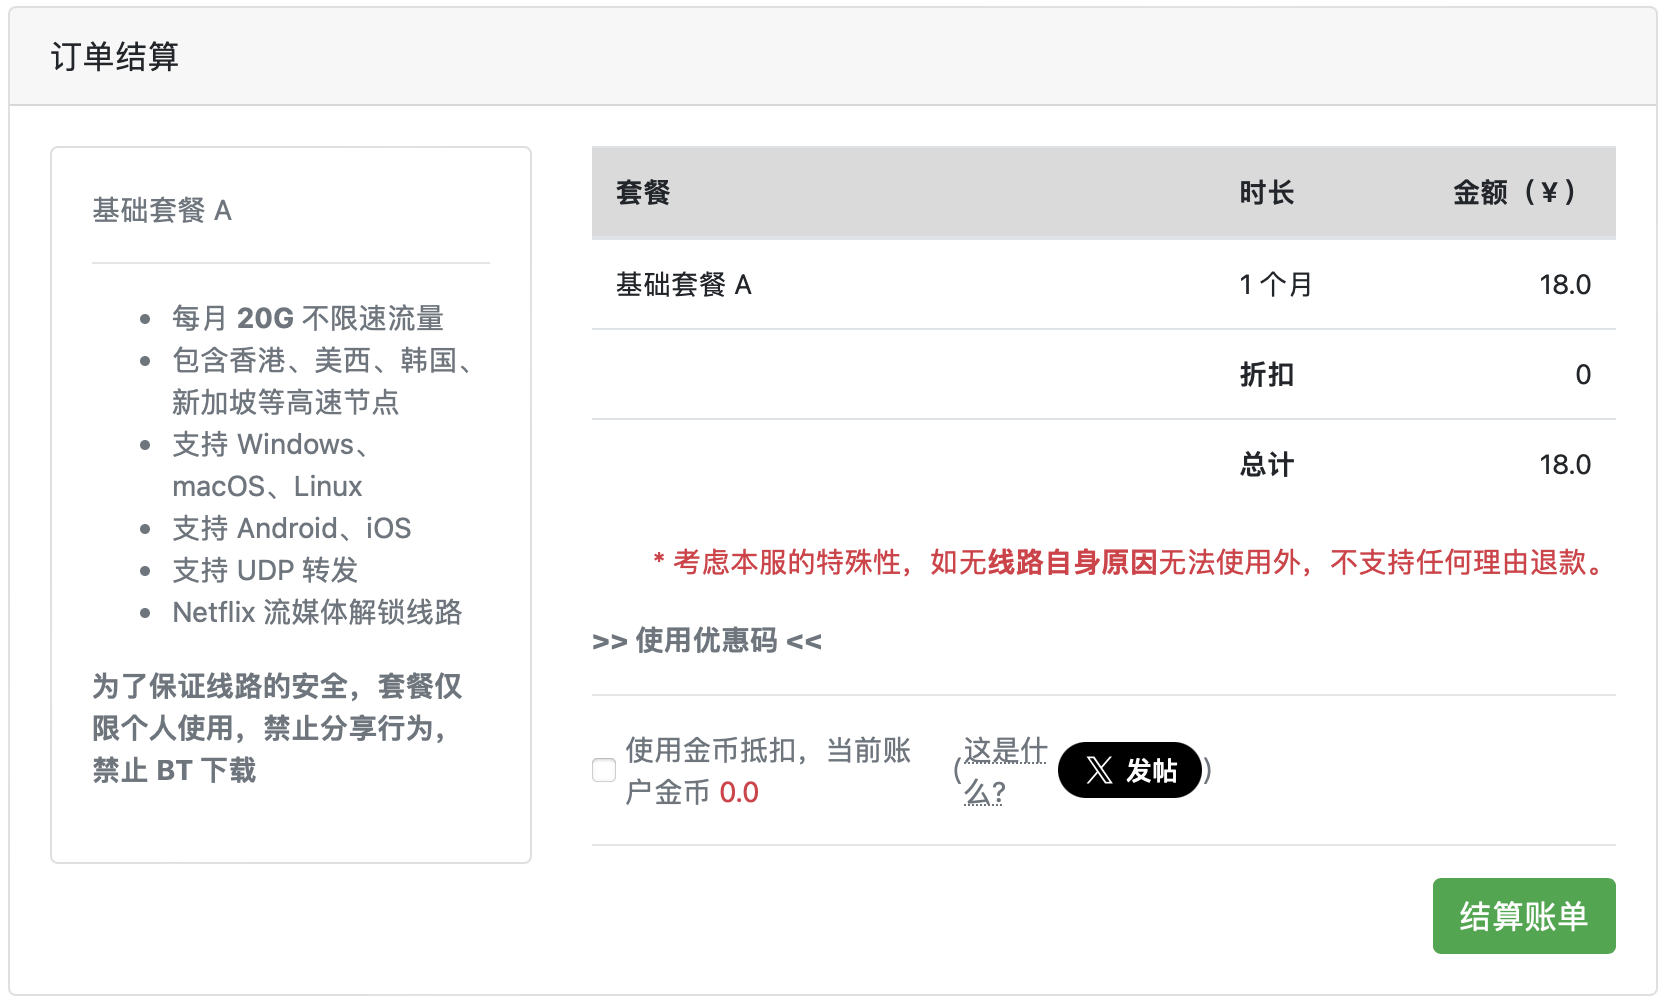 订单结算
基础套餐 A
每月 20G 不限速流量
包含香港、美西、韩国、
新加坡等高速节点
支持 Windows、
macOS、Linux
支持 Android、iOS
支持 UDP 转发
Netflix 流媒体解锁线路
为了保证线路的安全，套餐仅
限个人使用，禁止分享行为，
禁止 BT 下载
套餐 时长 金额（¥）
基础套餐 A 1 个月 18.0
折扣 0
总计 18.0
* 考虑本服的特殊性，如无线路自身原因无法使用外，不支持任何理由退款。
>> 使用优惠码 <<
使用金币抵扣，当前账
户金币 0.0
(这是什
么? X 发帖)
结算账单